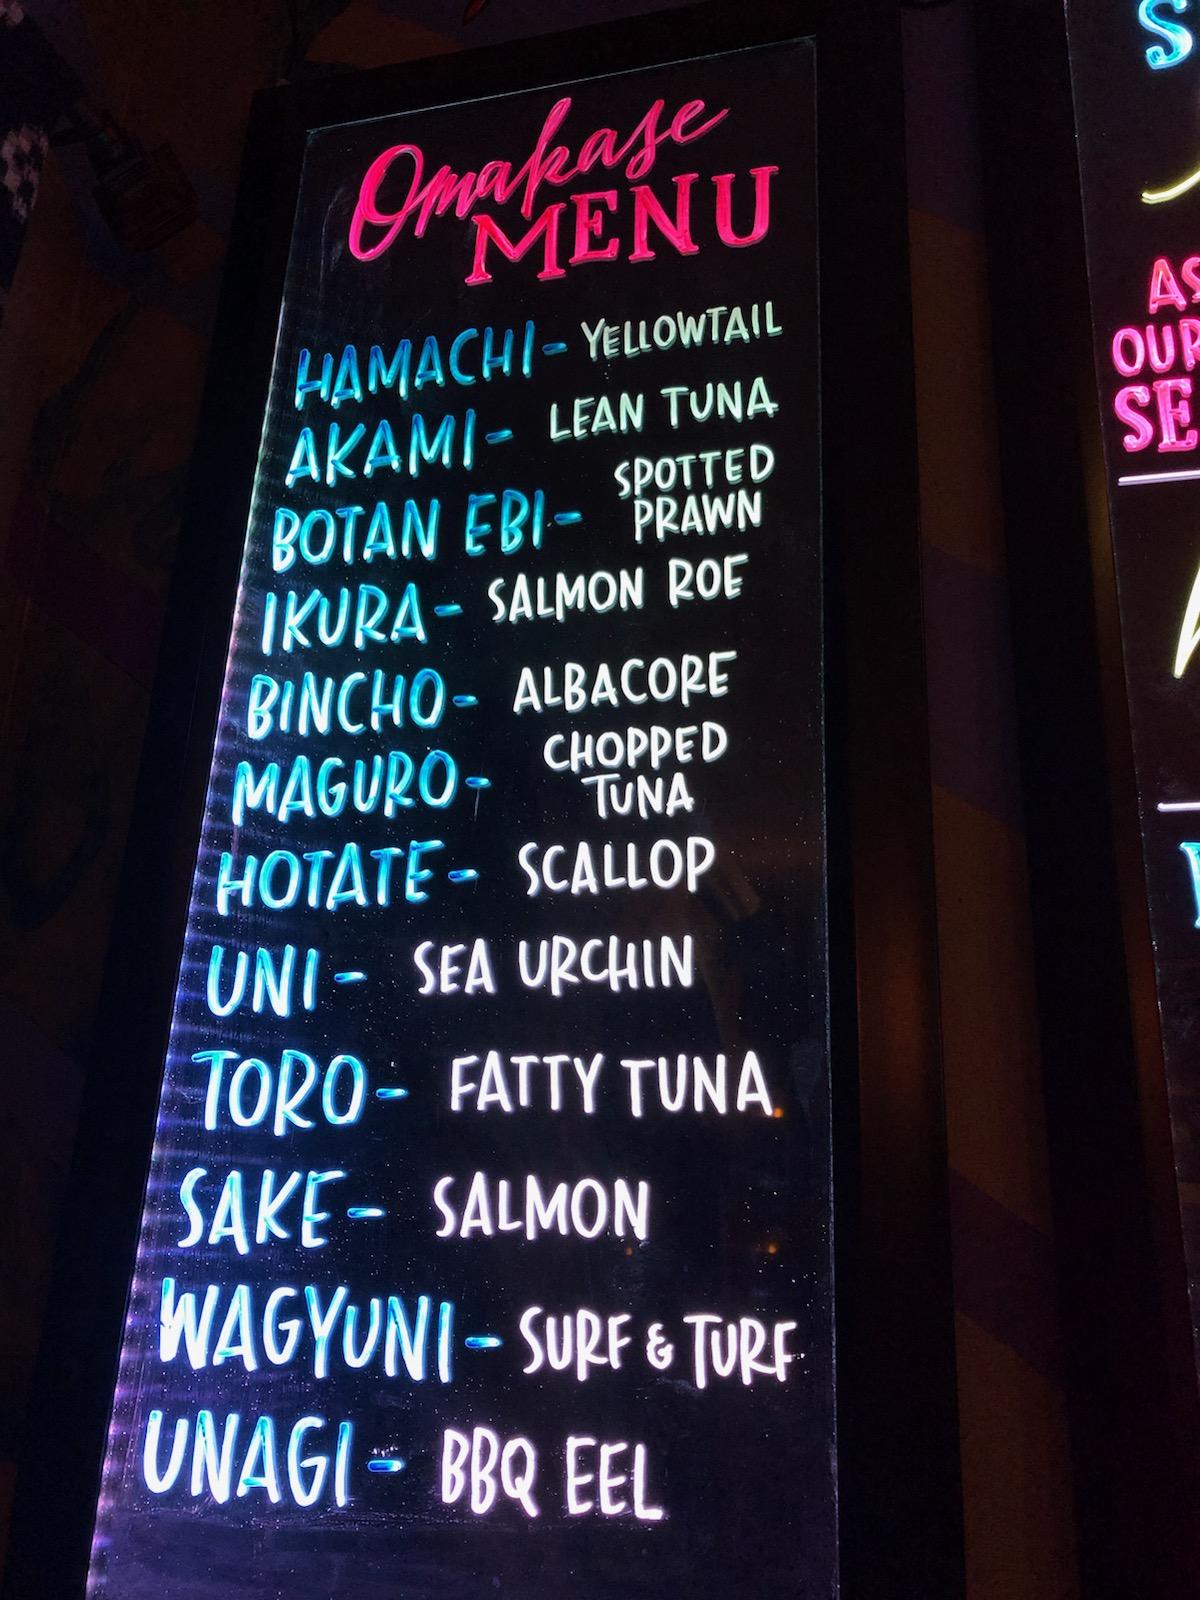 Omakase
MENU
HAMACHI - YELLOWTAIL
AKAMI - LEAN TUNA
BOTAN EBI - SPOTTED
PRAWN
IKURA - SALMON ROE
BINCHO - ALBACORE
MAGURO - CHOPPED
TUNA
HOTATE - SCALLOP
UNI - SEA URCHIN
TORO - FATTY TUNA
SAKE - SALMON
WAGYUNI - SURF & TURF
UNAGI - BBQ EEL
OUR